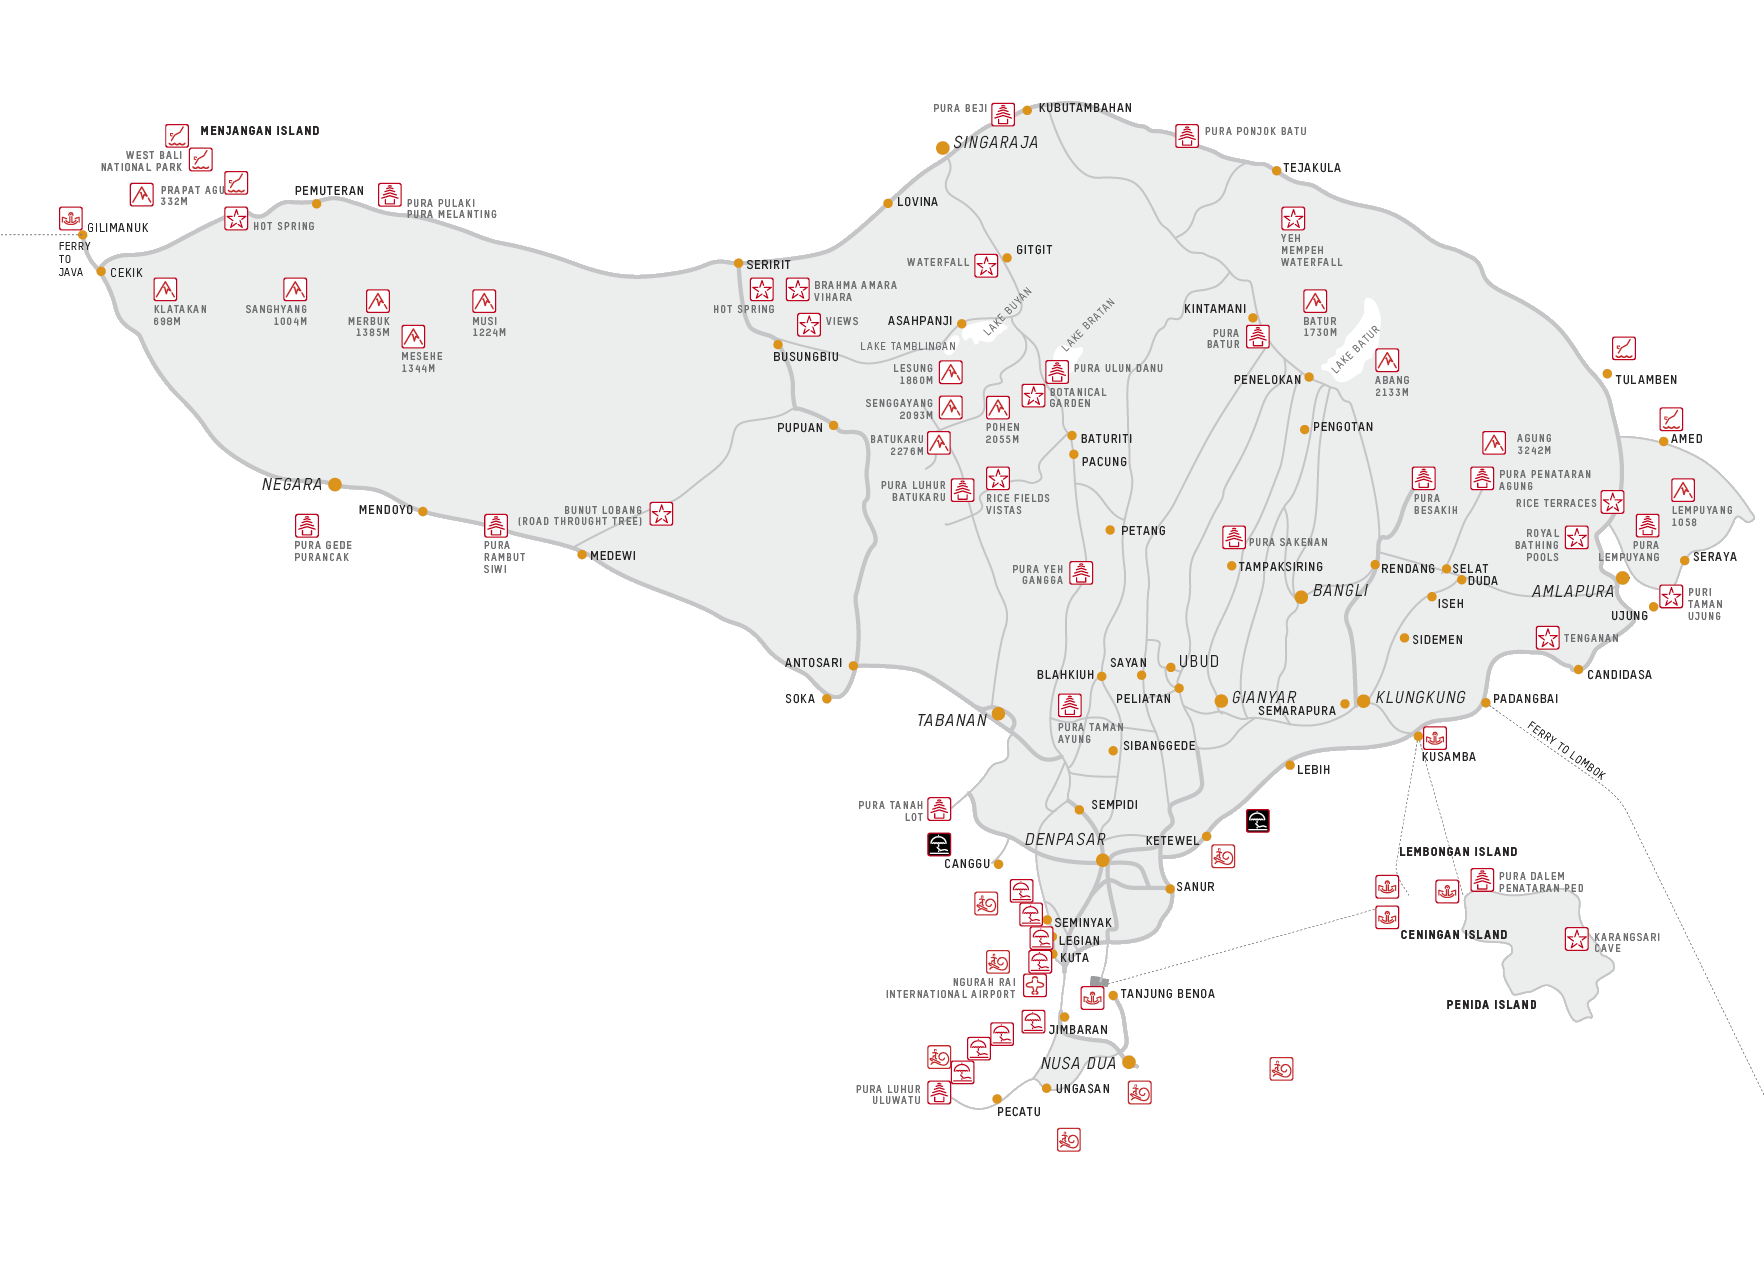 PURA BEJI
KUBUTAMBAHAN
SINGARAJA
PURA PONJOK BATU
TEJAKULA
MENJANGAN ISLAND
WEST BALI
NATIONAL PARK
PRAPAT AGU
332M
PEMUTERAN
PURA PULAKI
PURA MELANTING
HOT SPRING
GILIMANUK
FERRY
TO
JAVA
CEKIK
KLATAKAN
698M
SANGHYANG
1004M
MERBUK
1385M
MESEHE
1344M
MUSI
1224M
LOVINA
SERIRIT
HOT SPRING
BRAHMA AMARA
VIHARA
VIEWS
BUSUNGBIU
WATERFALL
GITGIT
ASAHPANJI
LAKE BUYAN
LAKE TAMBLINGAN
LAKE BRATAN
YEH
MEMPEH
WATERFALL
KINTAMANI
PURA
BATUR
BATUR
1730M
LAKE BATUR
PENELOKAN
ABANG
2133M
LESUNG
1860M
PURA ULUN DANU
BOTANICAL
GARDEN
SENGGAYANG
2093M
POHEN
2055M
BATUKARU
2276M
BATURITI
PACUNG
PENGOTAN
TULAMBEN
AMED
AGUNG
3242M
PURA PENATARAN
AGUNG
PURA
BESAKIH
RICE TERRACES
LEMPUYANG
1058
ROYAL
BATHING
POOLS
PURA
LEMPUYANG
SERAYA
PUPUAN
PURA LUHUR
BATUKARU
RICE FIELDS
VISTAS
PETANG
PURA SAKENAN
TAMPAKSIRING
PURA YEH
GANGGA
NEGARA
MENDOYO
PURA GEDE
PURANCAK
PURA
RAMBUT
SIWI
BUNUT LOBANG
(ROAD THROUGHT TREE)
MEDEWI
RENDANG
SELAT
DUDA
ISEH
BANGLI
AMLAPURA
UJUNG
PURI
TAMAN
UJUNG
SIDEMEN
TENGANAN
CANDIDASA
ANTOSARI
SOKA
BLAHKIUH
SAYAN
UBUD
PELIATAN
GIANYAR
SEMARAPURA
KLUNGKUNG
PADANGBAI
TABANAN
PURA TAMAN
AYUNG
SIBANGGEDE
LEBIH
KUSAMBA
FERRY TO LOMBOK
PURA TANAH
LOT
SEMPIDI
DENPASAR
KETEWEL
CANGGU
SANUR
LEMBONGAN ISLAND
PURA DALEM
PENATARAN PED
CENINGAN ISLAND
KARANGSARI
CAVE
PENIDA ISLAND
SEMINYAK
LEGIAN
KUTA
NGURAH RAI
INTERNATIONAL AIRPORT
TANJUNG BENOA
JIMBARAN
NUSA DUA
PURA LUHUR
ULUWATU
UNGASAN
PECATU